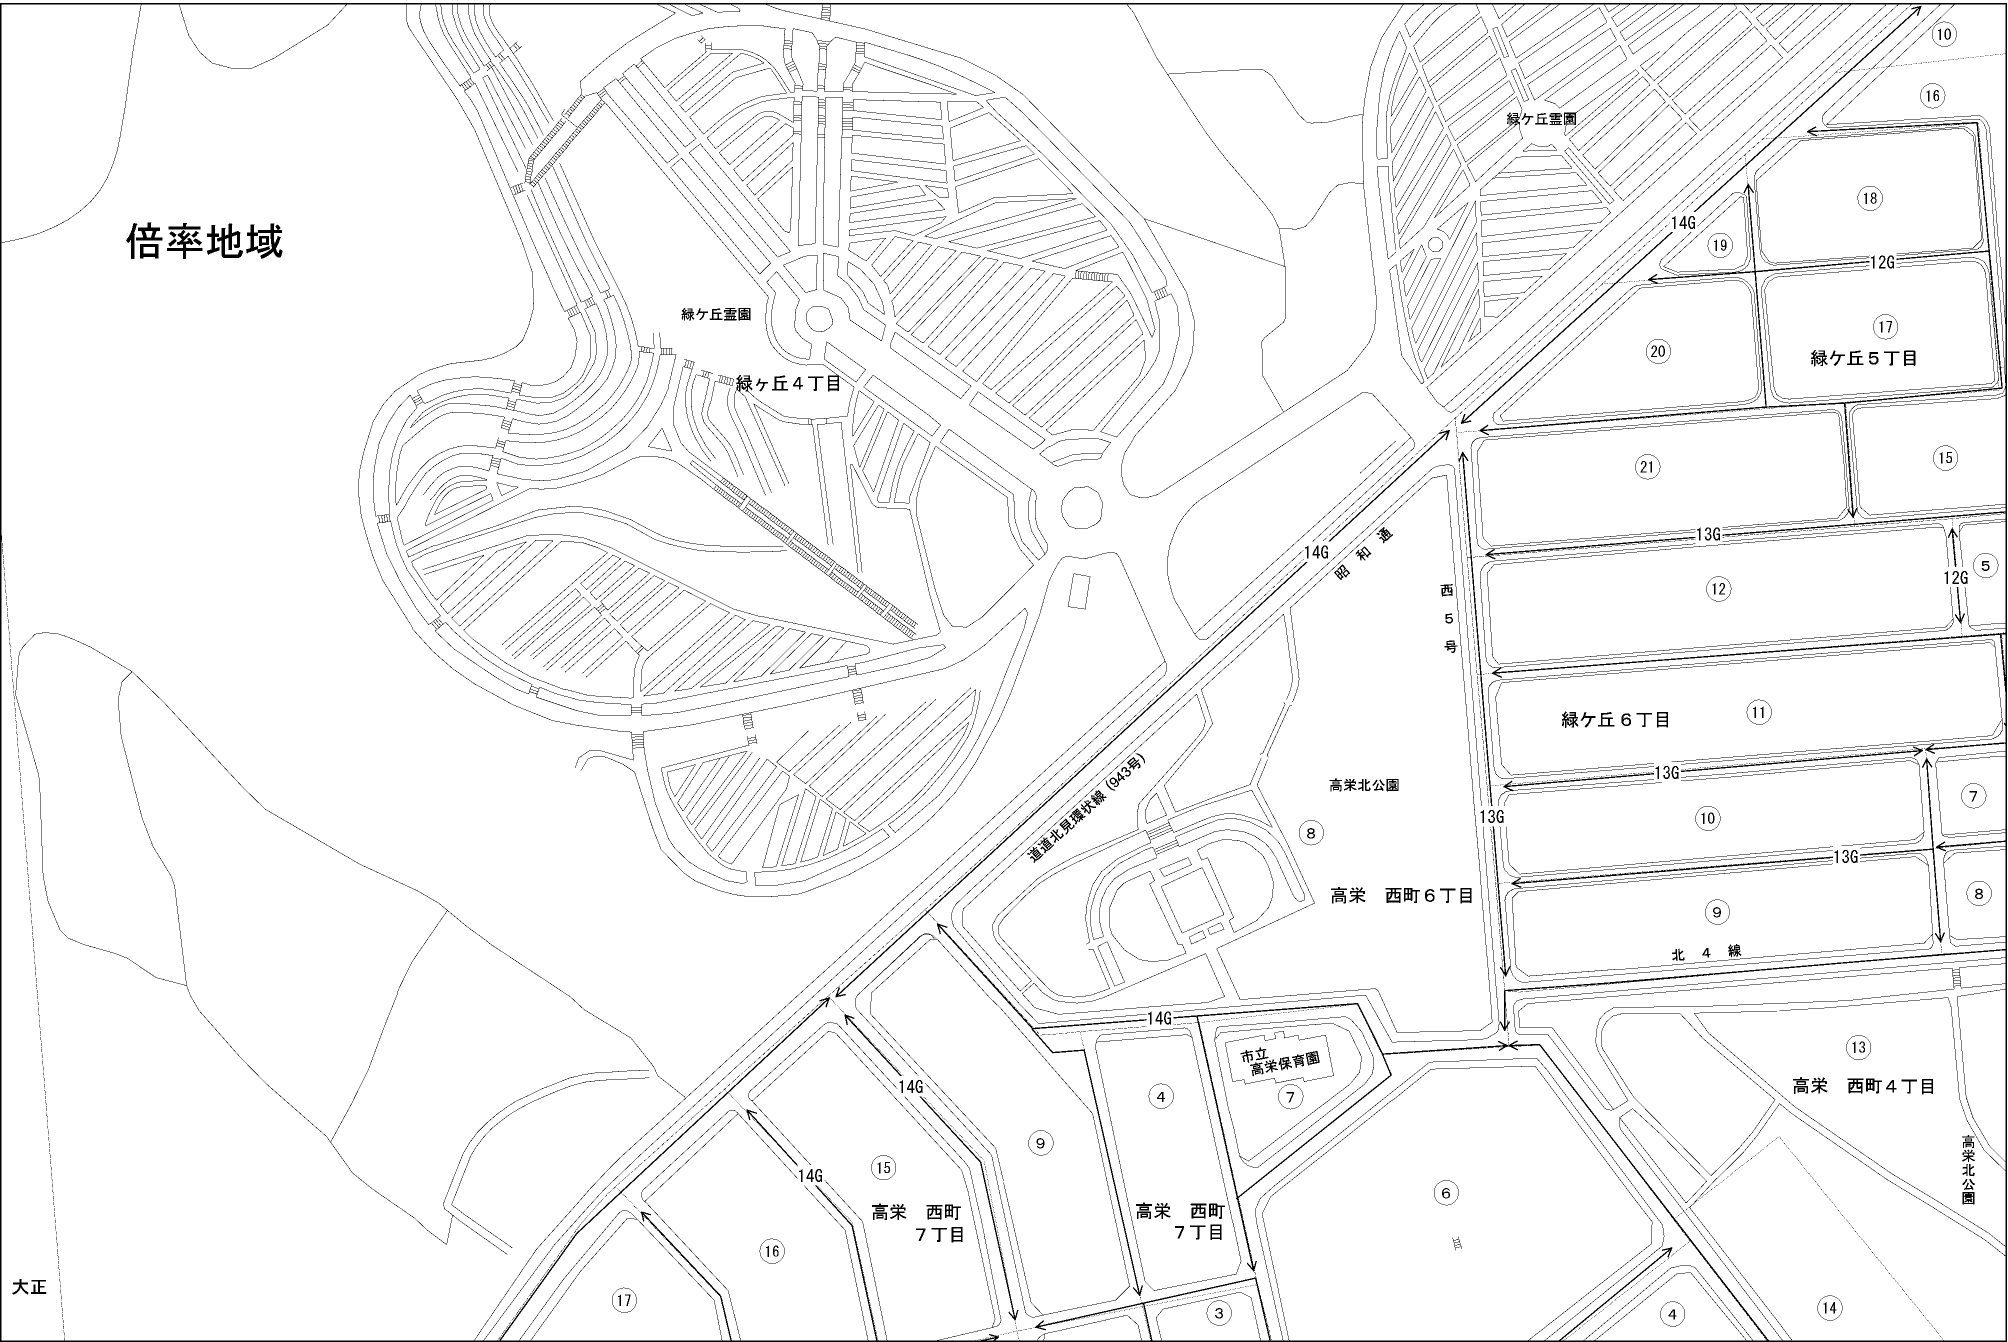 ⑩
⑯
緑ケ丘霊園
⑱
14G
⑲
12G
倍率地域
緑ケ丘霊園
⑰
⑳
緑ケ丘５丁目
緑ヶ丘４丁目
㉑
⑮
13G
14G
昭和通
⑤
12G
⑫
西５号
⑪
緑ケ丘６丁目
道道北見環状線（943号）
13G
高栄北公園
⑦
⑧
13G
⑩
13G
高栄　西町６丁目
⑧
⑨
北４線
14G
⑬
市立
高栄保育園
高栄　西町４丁目
14G
④
⑦
⑨
高栄北公園
⑮
14G
⑥
高栄　西町
７丁目
高栄　西町
７丁目
⑯
大正
⑰
③
④
⑭